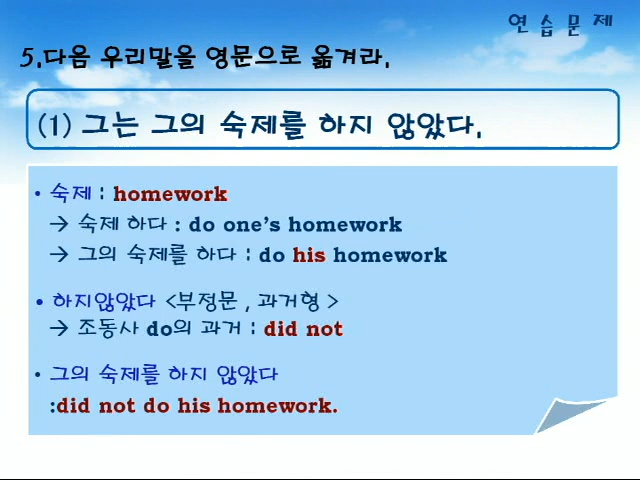 연 습 문 제
5.다음 우리말을 영문으로 옮겨라.
(1) 그는 그의 숙제를 하지 않았다.
• 숙제 : homework
→ 숙제 하다 : do one's homework
→ 그의 숙제를 하다 : do his homework
• 하지않았다 <부정문 , 과거형 >
→ 조동사 do의 과거 : did not
• 그의 숙제를 하지 않았다
:did not do his homework.